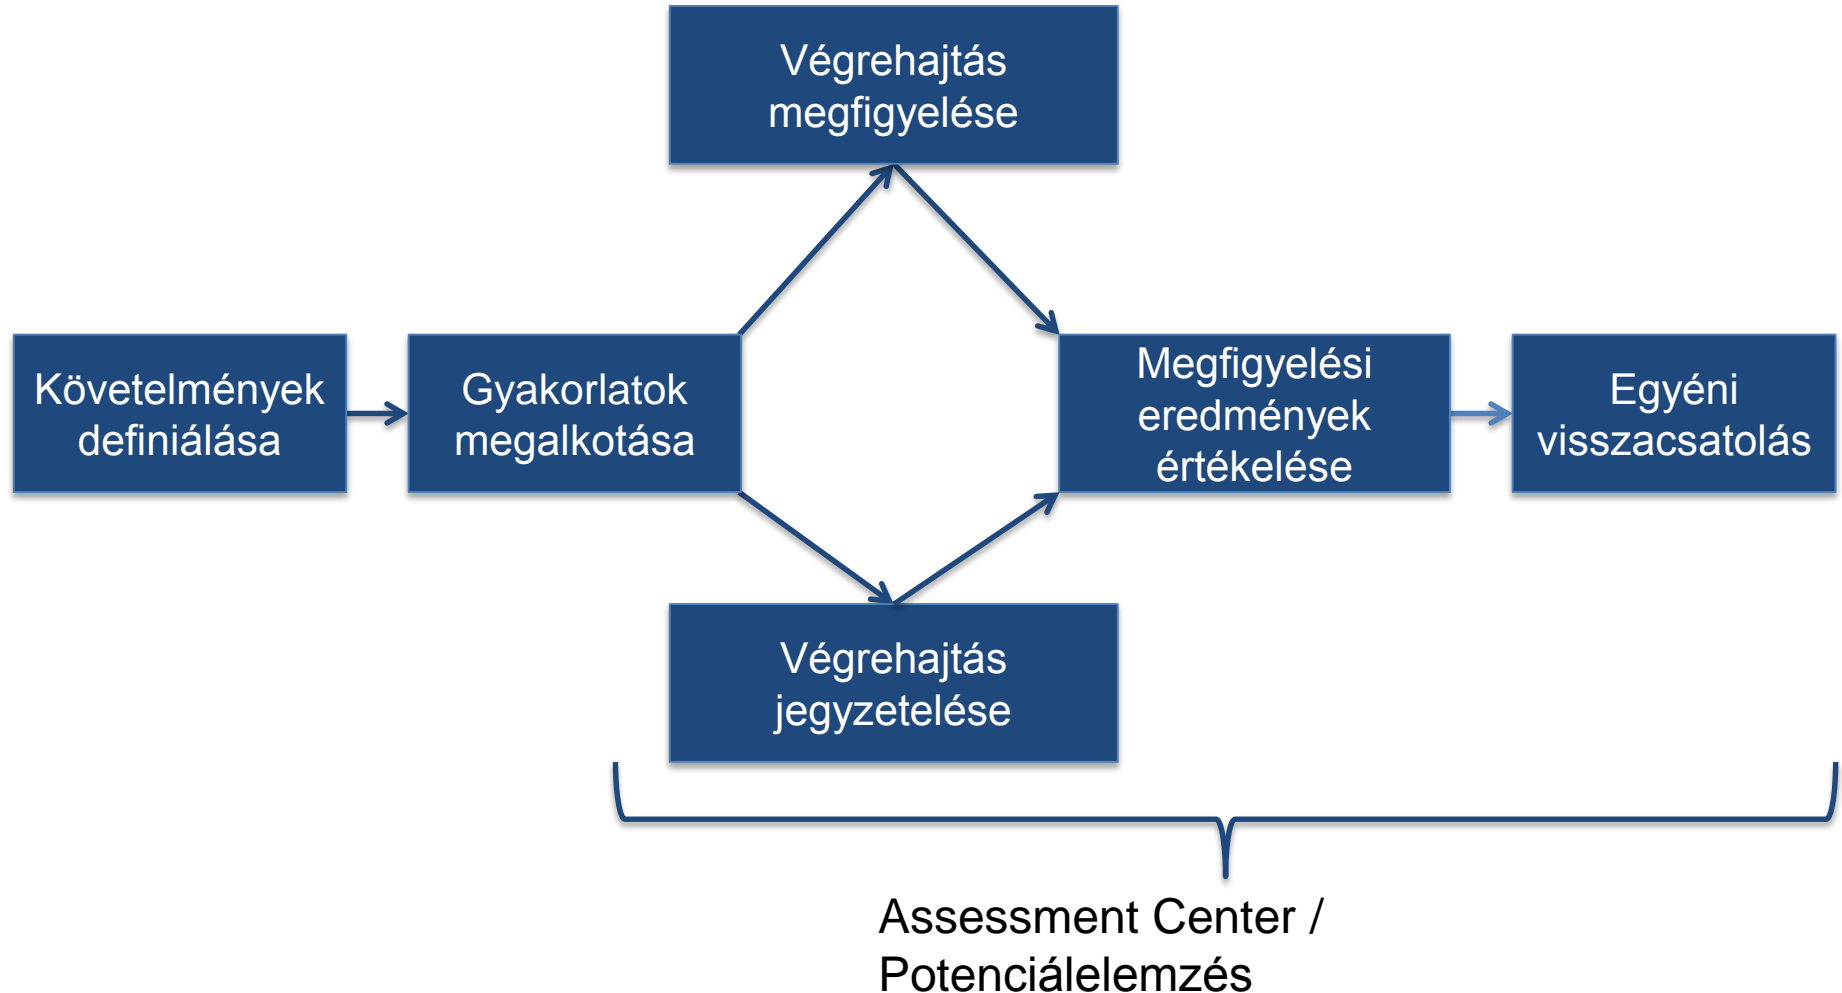 Végrehajtás
megfigyelése
Követelmények
definiálása
Gyakorlatok
megalkotása
Megfigyelési
eredmények
értékelése
Egyéni
visszacsatolás
Végrehajtás
jegyzetelése
Assessment Center /
Potenciálelemzés